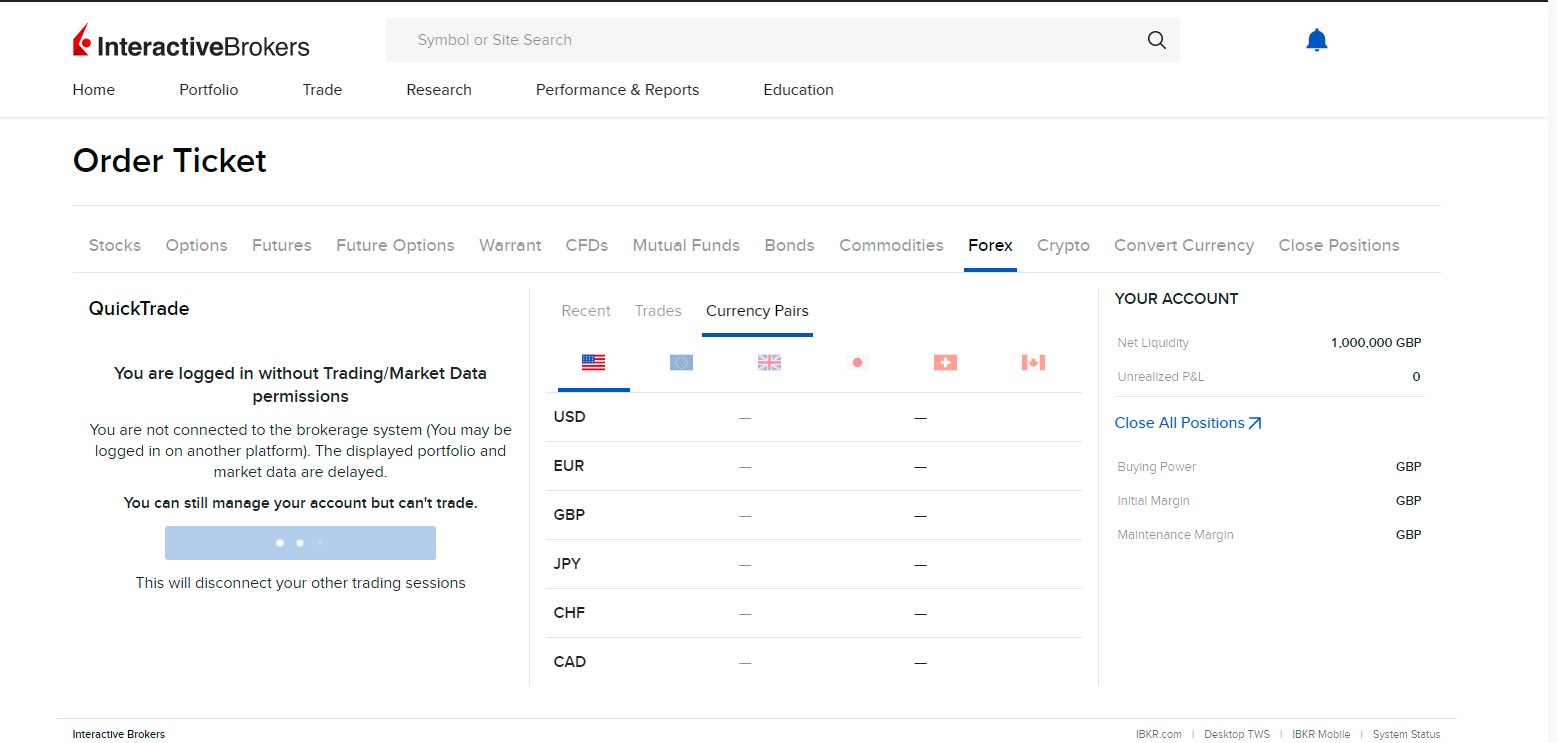 InteractiveBrokers
Symbol or Site Search
Home Portfolio Trade Research Performance & Reports Education
Order Ticket
Stocks Options Futures Future Options Warrant CFDs Mutual Funds Bonds Commodities Forex Crypto Convert Currency Close Positions
QuickTrade
You are logged in without Trading/Market Data
permissions
You are not connected to the brokerage system (You may be
logged in on another platform). The displayed portfolio and
market data are delayed.
You can still manage your account but can't trade.
This will disconnect your other trading sessions
Recent Trades Currency Pairs
USD — —
EUR — —
GBP — —
JPY — —
CHF — —
CAD — —
YOUR ACCOUNT
Net Liquidity 1,000,000 GBP
Unrealized P&L 0
Close All Positions
Buying Power GBP
Initial Margin GBP
Maintenance Margin GBP
Interactive Brokers
IBKR.com | Desktop TWS | IBKR Mobile | System Status